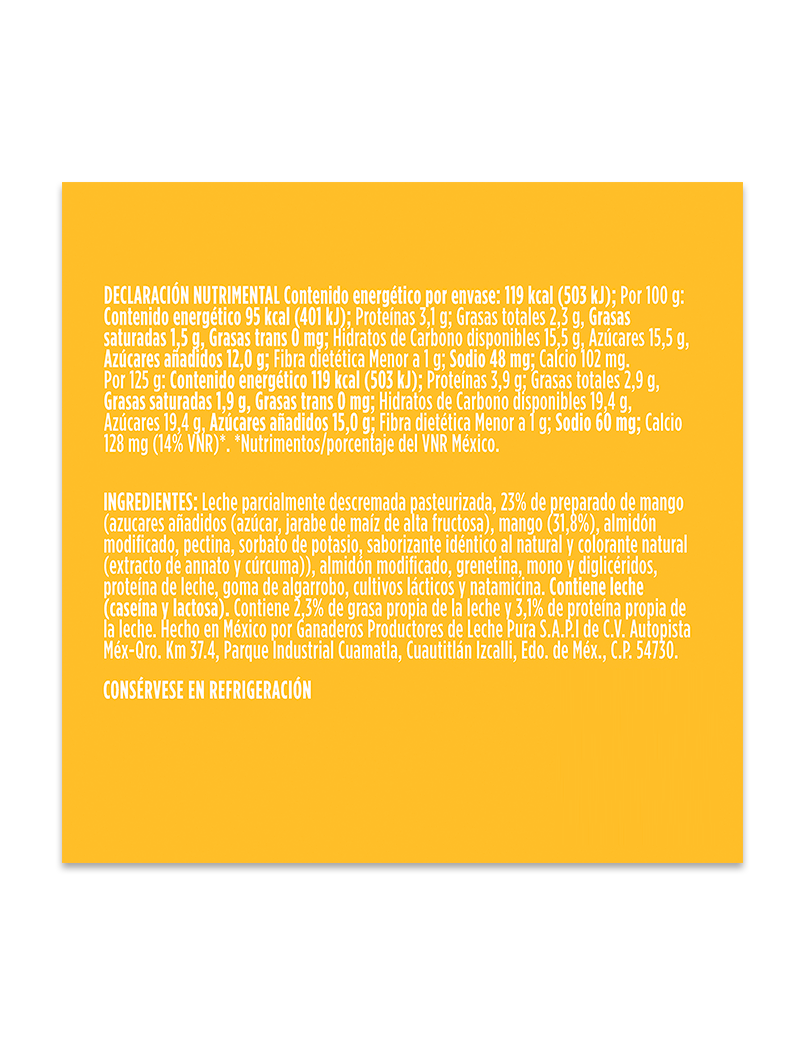 DECLARACIÓN NUTRIMENTAL Contenido energético por envase: 119 kcal (503 kJ); Por 100 g:
Contenido energético 95 kcal (401 kJ); Proteínas 3,1 g; Grasas totales 2,3 g, Grasas
saturadas 1,5 g, Grasas trans 0 mg; Hidratos de Carbono disponibles 15,5 g, Azúcares 15,5 g,
Azúcares añadidos 12,0 g; Fibra dietética Menor a 1 g; Sodio 48 mg; Calcio 102 mg.
Por 125 g: Contenido energético 119 kcal (503 kJ); Proteínas 3,9 g; Grasas totales 2,9 g,
Grasas saturadas 1,9 g, Grasas trans 0 mg; Hidratos de Carbono disponibles 19,4 g,
Azúcares 19,4 g, Azúcares añadidos 15,0 g; Fibra dietética Menor a 1 g; Sodio 60 mg; Calcio
128 mg (14% VNR)*. *Nutrimentos/porcentaje del VNR México.
INGREDIENTES: Leche parcialmente descremada pasteurizada, 23% de preparado de mango
(azucares añadidos (azúcar, jarabe de maíz de alta fructosa), mango (31,8%), almidón
modificado, pectina, sorbato de potasio, saborizante idéntico al natural y colorante natural
(extracto de annato y cúrcuma)), almidón modificado, grenetina, mono y diglicéridos,
proteína de leche, goma de algarrobo, cultivos lácticos y natamicina. Contiene leche
(caseína y lactosa). Contiene 2,3% de grasa propia de la leche y 3,1% de proteína propia de
la leche. Hecho en México por Ganaderos Productores de Leche Pura S.A.P.I de C.V. Autopista
Méx-Qro. Km 37.4, Parque Industrial Cuamatla, Cuautitlán Izcalli, Edo. de Méx., C.P. 54730.
CONSÉRVESE EN REFRIGERACIÓN